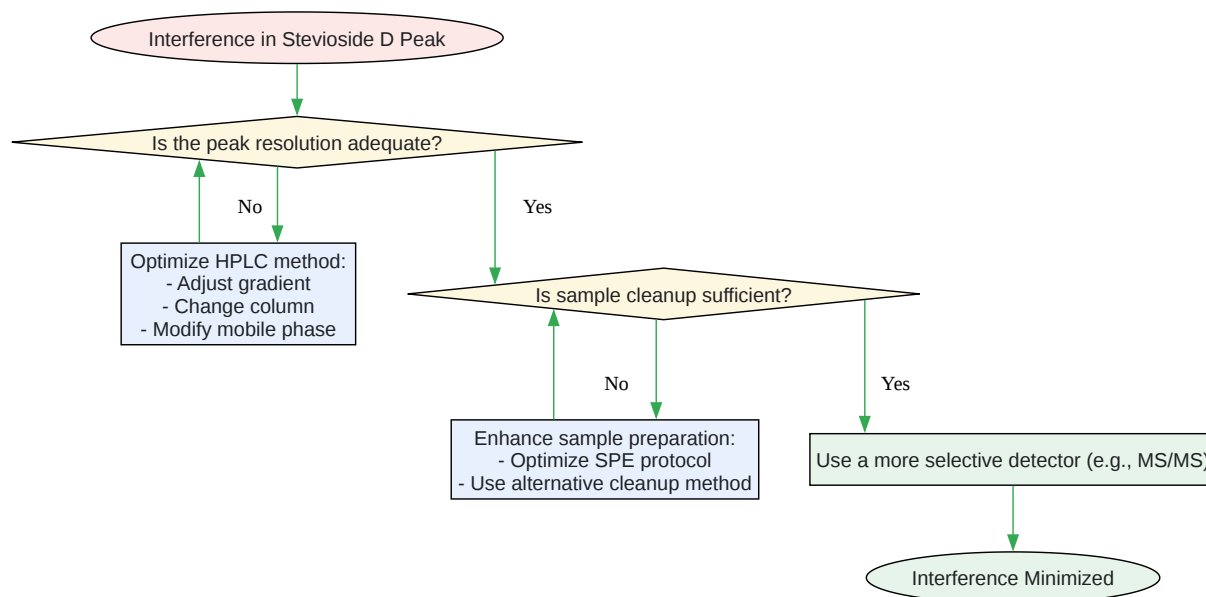 Interference in Stevioside D Peak
Is the peak resolution adequate?
No
Yes
Optimize HPLC method:
- Adjust gradient
- Change column
- Modify mobile phase
Is sample cleanup sufficient?
No
Yes
Enhance sample preparation:
- Optimize SPE protocol
- Use alternative cleanup method
Use a more selective detector (e.g., MS/MS)
Interference Minimized